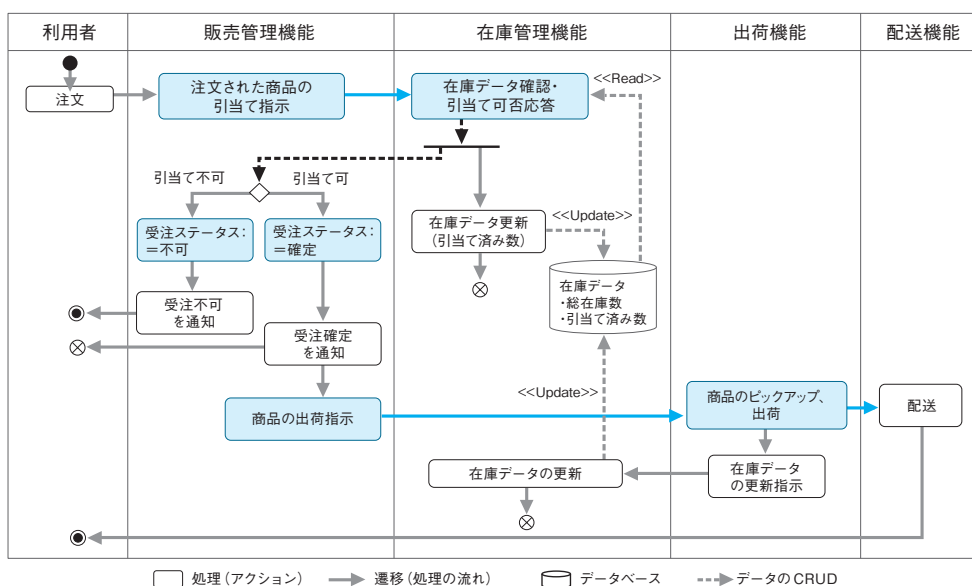 利用者
販売管理機能
在庫管理機能
出荷機能
配送機能
注文
注文された商品の
引当て指示
在庫データ確認・
引当て可否応答
<<Read>>
引当て不可
引当て可
受注ステータス:
=不可
受注ステータス:
=確定
在庫データ更新
(引当て済み数)
<<Update>>
在庫データ
・総在庫数
・引当て済み数
受注不可
を通知
受注確定
を通知
<<Update>>
商品の出荷指示
商品のピックアップ、
出荷
配送
在庫データの更新
在庫データ
の更新指示
処理(アクション)
遷移(処理の流れ)
データベース
データのCRUD